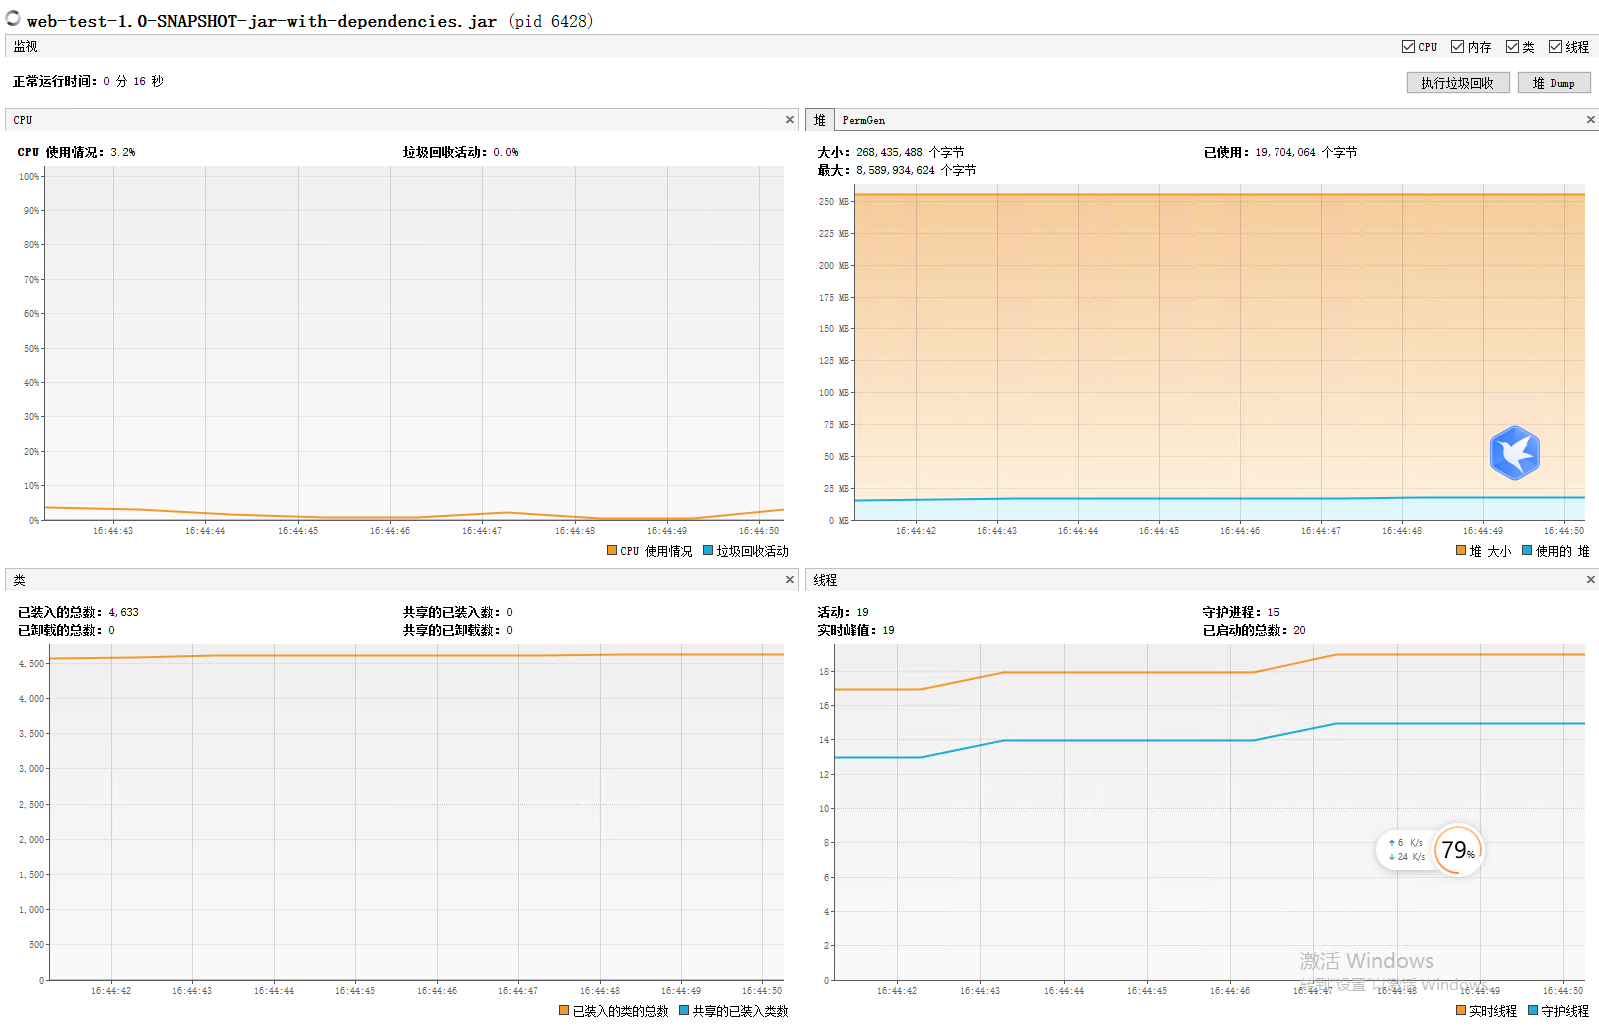 web-test-1.0-SNAPSHOT-jar-with-dependencies.jar (pid 6428)
监视
CPU 内存 类 线程
正常运行时间: 0 分 16 秒
执行垃圾回收 堆 Dump
CPU
CPU 使用情况: 3.2% 垃圾回收活动: 0.0%
100%
90%
80%
70%
60%
50%
40%
30%
20%
10%
0%
16:44:43 16:44:44 16:44:45 16:44:46 16:44:47 16:44:48 16:44:49 16:44:50
CPU 使用情况 垃圾回收活动
堆 PermGen
大小: 268,435,488 个字节 已使用: 19,704,064 个字节
最大: 8,589,934,624 个字节
250 MB
225 MB
200 MB
175 MB
150 MB
125 MB
100 MB
75 MB
50 MB
25 MB
0 MB
16:44:42 16:44:43 16:44:44 16:44:45 16:44:46 16:44:47 16:44:48 16:44:49 16:44:50
堆 大小 使用的 堆
类
已装入的总数: 4,633 共享的已装入数: 0
已卸载的总数: 0 共享的已卸载数: 0
4,500
4,000
3,500
3,000
2,500
2,000
1,500
1,000
500
0
16:44:42 16:44:43 16:44:44 16:44:45 16:44:46 16:44:47 16:44:48 16:44:49 16:44:50
已装入的类的总数 共享的已装入类数
线程
活动: 19 守护进程: 15
实时峰值: 19 已启动的总数: 20
18
16
14
12
10
8
6
4
2
0
6 K/s
24 K/s
79%
激活 Windows
转到"设置"以激活 Windows。
16:44:42 16:44:43 16:44:44 16:44:45 16:44:46 16:44:47 16:44:48 16:44:49 16:44:50
实时线程 守护线程